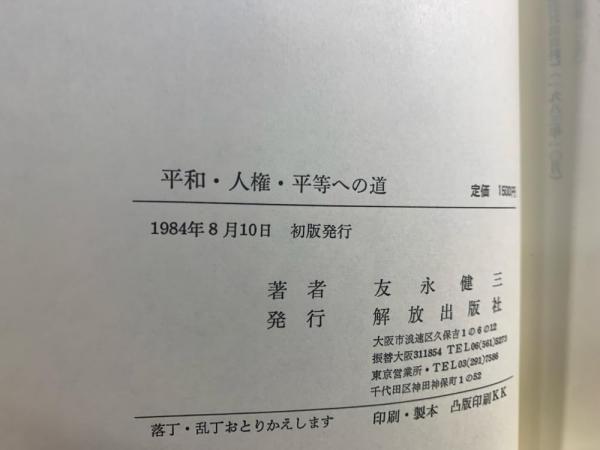 平和・人権・平等への道　定価 1500円
1984年8月10日　初版発行
著者　友永健三
発行　解放出版社
大阪市浪速区久保吉1の6の12
振替大阪311854 TEL06(561)5273
東京営業所・TEL03(291)7586
千代田区神田神保町1の52
落丁・乱丁おとりかえします　印刷・製本　凸版印刷KK